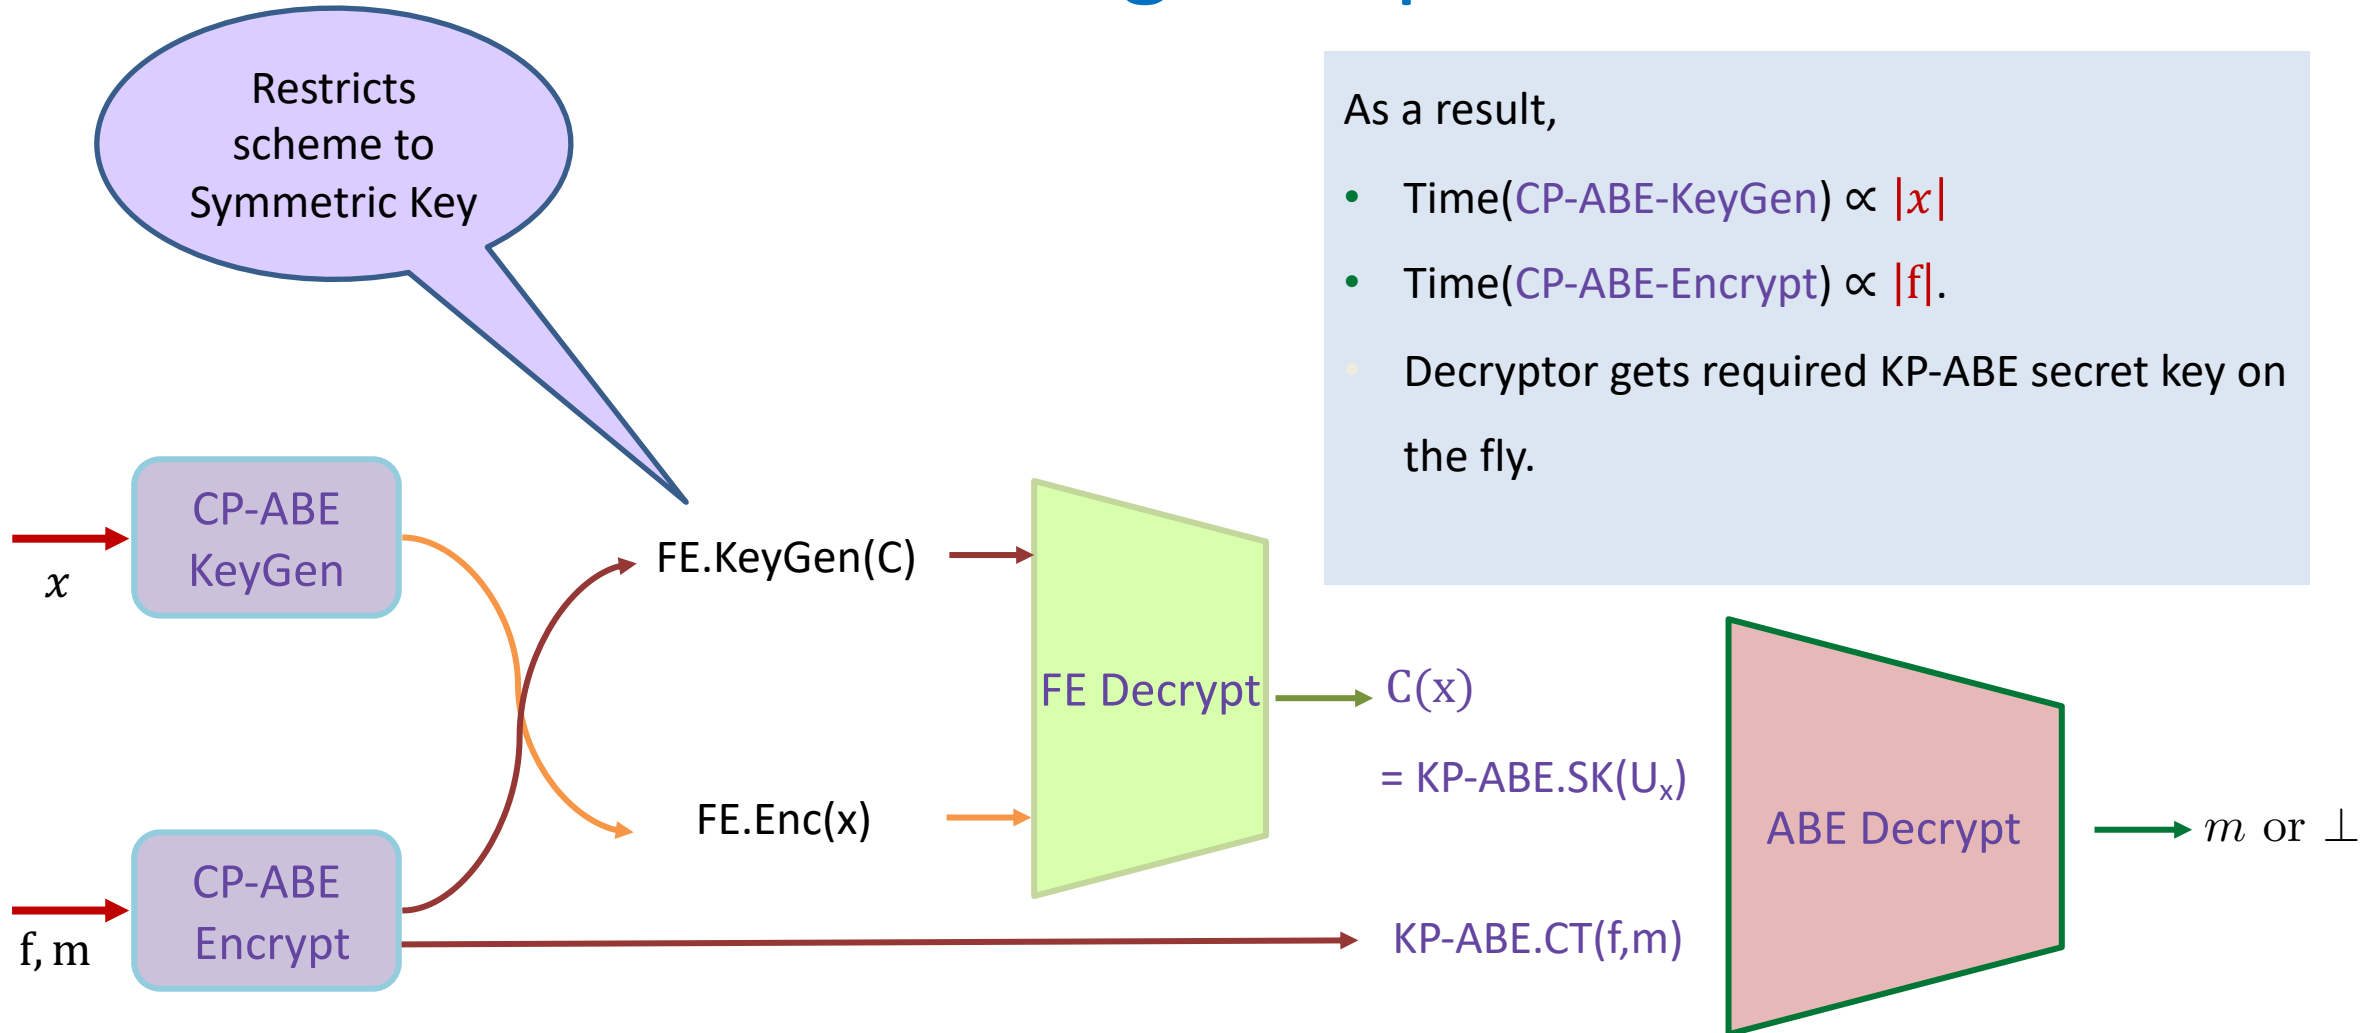 Restricts
scheme to
Symmetric Key
As a result,
• Time(CP-ABE-KeyGen) ∝ |x|
• Time(CP-ABE-Encrypt) ∝ |f|.
• Decryptor gets required KP-ABE secret key on
the fly.
CP-ABE
KeyGen
x
FE.KeyGen(C)
FE Decrypt
C(x)
= KP-ABE.SK(Uₓ)
FE.Enc(x)
ABE Decrypt
m or ⊥
CP-ABE
Encrypt
f, m
KP-ABE.CT(f,m)